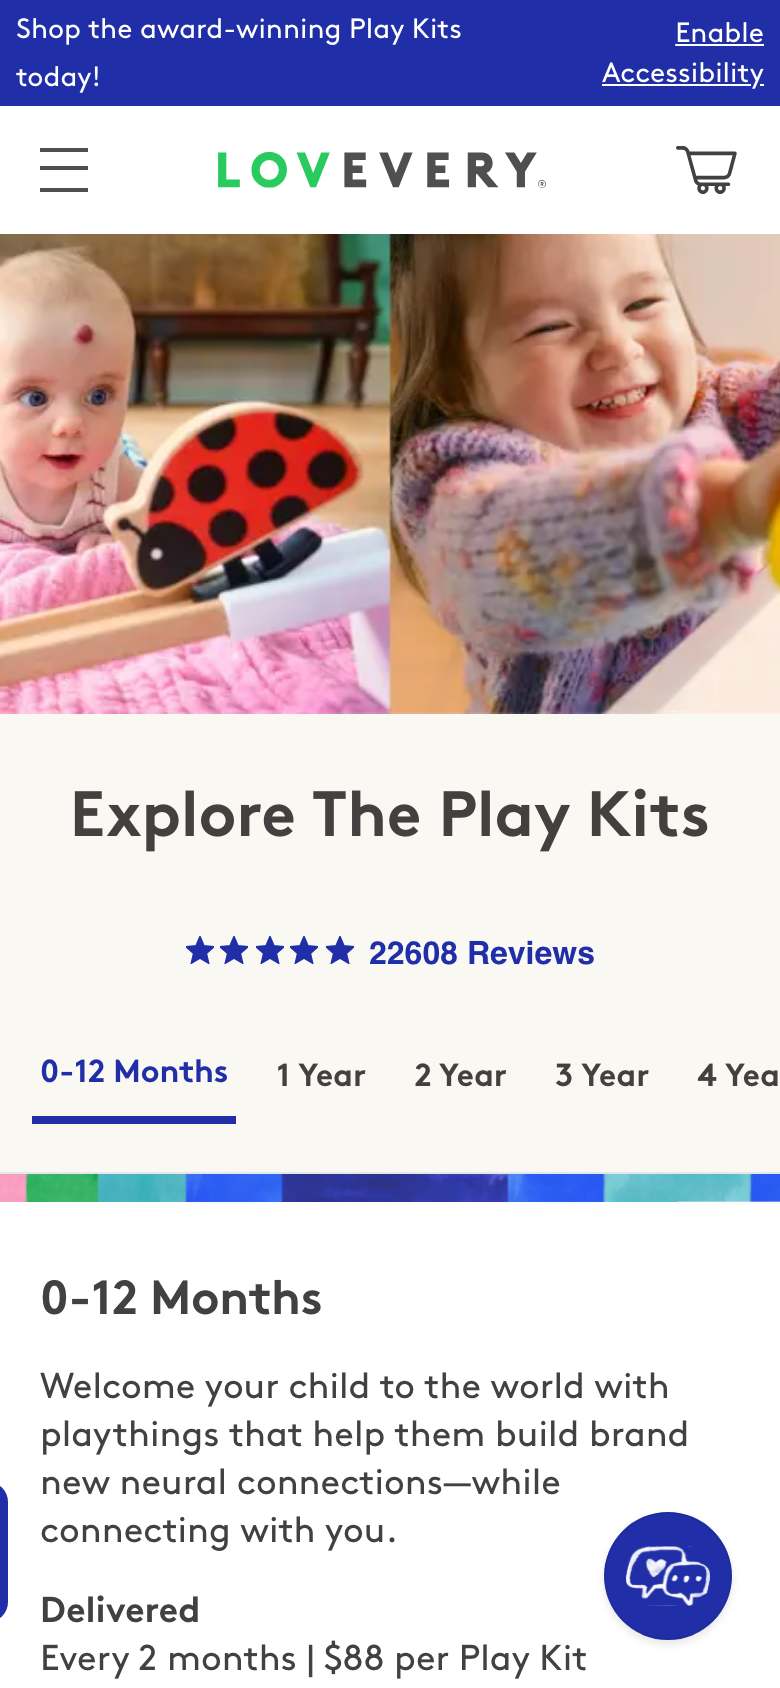 Shop the award-winning Play Kits
today!
Enable
Accessibility
LOVEVERY®
Explore The Play Kits
22608 Reviews
0-12 Months
1 Year
2 Year
3 Year
4 Yea
0-12 Months
Welcome your child to the world with
playthings that help them build brand
new neural connections—while
connecting with you.
Delivered
Every 2 months | $88 per Play Kit